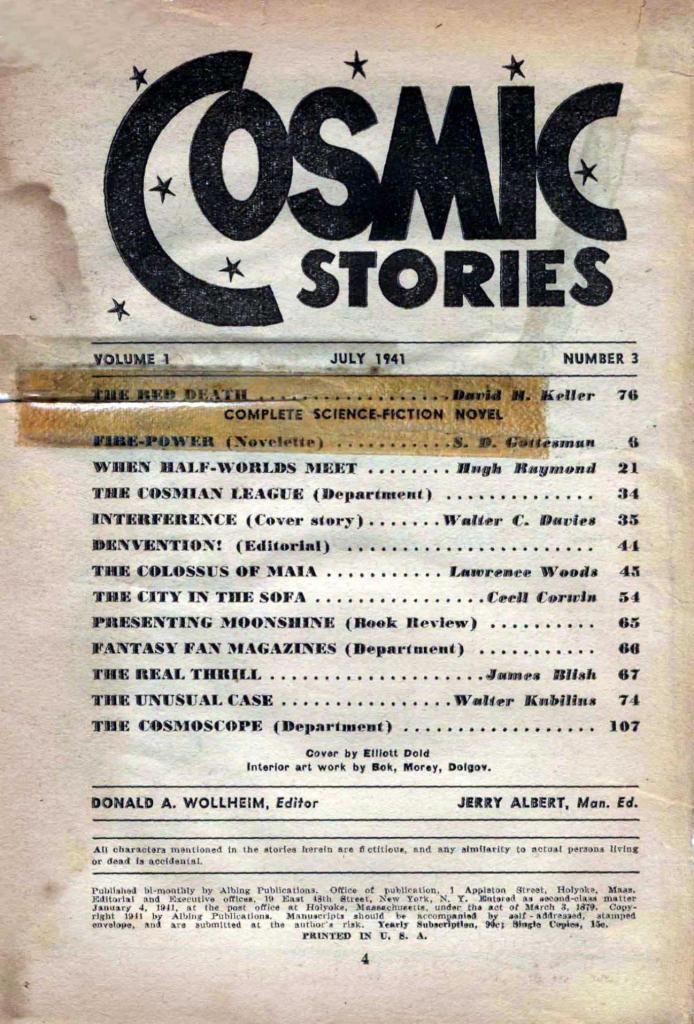 COSMIC
STORIES
VOLUME 1 JULY 1941 NUMBER 3
THE RED DEATH . . . . . . . . . . . . . . . . . . . David H. Keller 76
COMPLETE SCIENCE-FICTION NOVEL
FIRE-POWER (Novelette) . . . . . . . . . . . S. D. Gottesman 6
WHEN HALF-WORLDS MEET . . . . . . . . Hugh Raymond 21
THE COSMIAN LEAGUE (Department) . . . . . . . . . . . . . . 34
INTERFERENCE (Cover story) . . . . . . . Walter C. Davies 35
DENVENTION! (Editorial) . . . . . . . . . . . . . . . . . . . . . . . 44
THE COLOSSUS OF MAIA . . . . . . . . . . . Lawrence Woods 45
THE CITY IN THE SOFA . . . . . . . . . . . . . . . . Cecil Corwin 54
PRESENTING MOONSHINE (Book Review) . . . . . . . . . . 65
FANTASY FAN MAGAZINES (Department) . . . . . . . . . . . 66
THE REAL THRILL . . . . . . . . . . . . . . . . . . . . . James Blish 67
THE UNUSUAL CASE . . . . . . . . . . . . . . . . Walter Kubilius 74
THE COSMOSCOPE (Department) . . . . . . . . . . . . . . . . . . 107
Cover by Elliott Dold
Interior art work by Bok, Morey, Dolgov.
DONALD A. WOLLHEIM, Editor JERRY ALBERT, Man. Ed.
All characters mentioned in the stories herein are fictitious, and any similarity to actual persons living
or dead is accidental.
Published bi-monthly by Albing Publications. Office of publication, 1 Appleton Street, Holyoke, Mass.
Editorial and Executive offices, 19 East 48th Street, New York, N. Y. Entered as second-class matter
January 4, 1941, at the post office at Holyoke, Massachusetts, under the act of March 3, 1879. Copy-
right 1941 by Albing Publications. Manuscripts should be accompanied by self-addressed, stamped
envelope, and are submitted at the author's risk. Yearly Subscription, 90c; Single Copies, 15c.
PRINTED IN U. S. A.
4